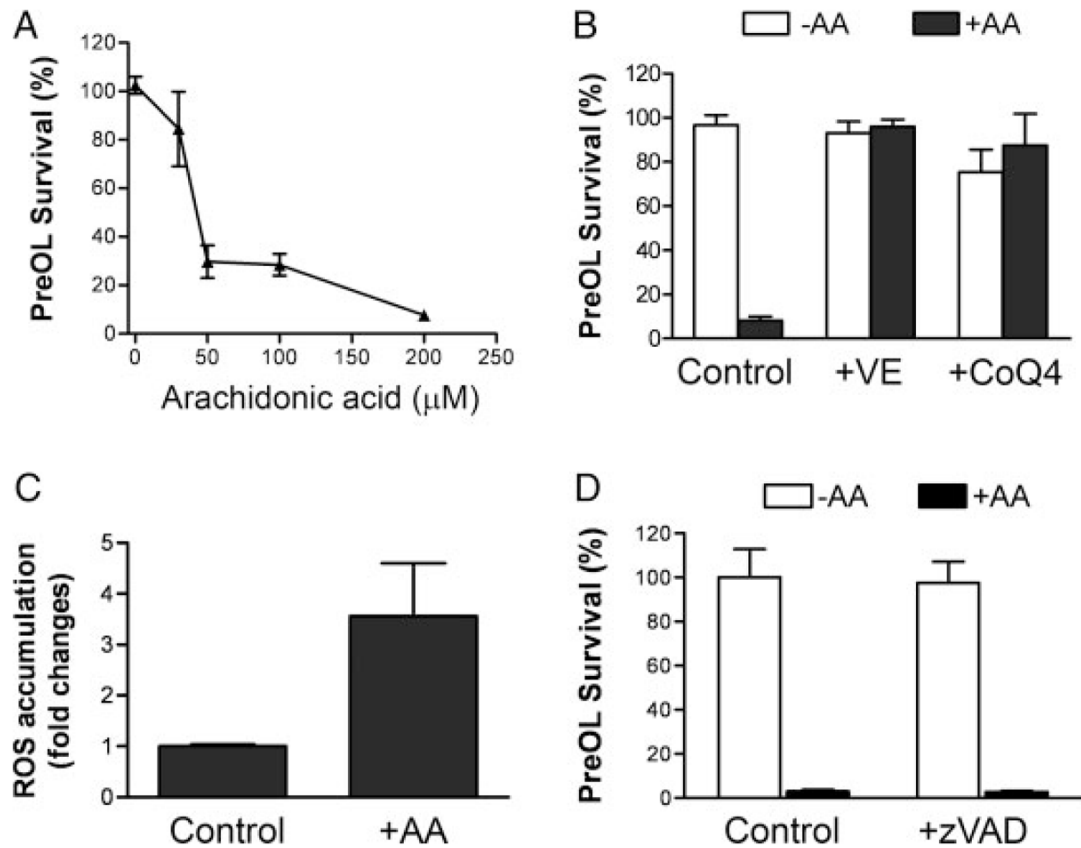 A
PreOL Survival (%)
120
100
80
60
40
20
0
0 50 100 150 200 250
Arachidonic acid (μM)
B
-AA +AA
PreOL Survival (%)
120
100
80
60
40
20
0
Control +VE +CoQ4
C
ROS accumulation
(fold changes)
5
4
3
2
1
0
Control +AA
D
-AA +AA
PreOL Survival (%)
120
100
80
60
40
20
0
Control +zVAD